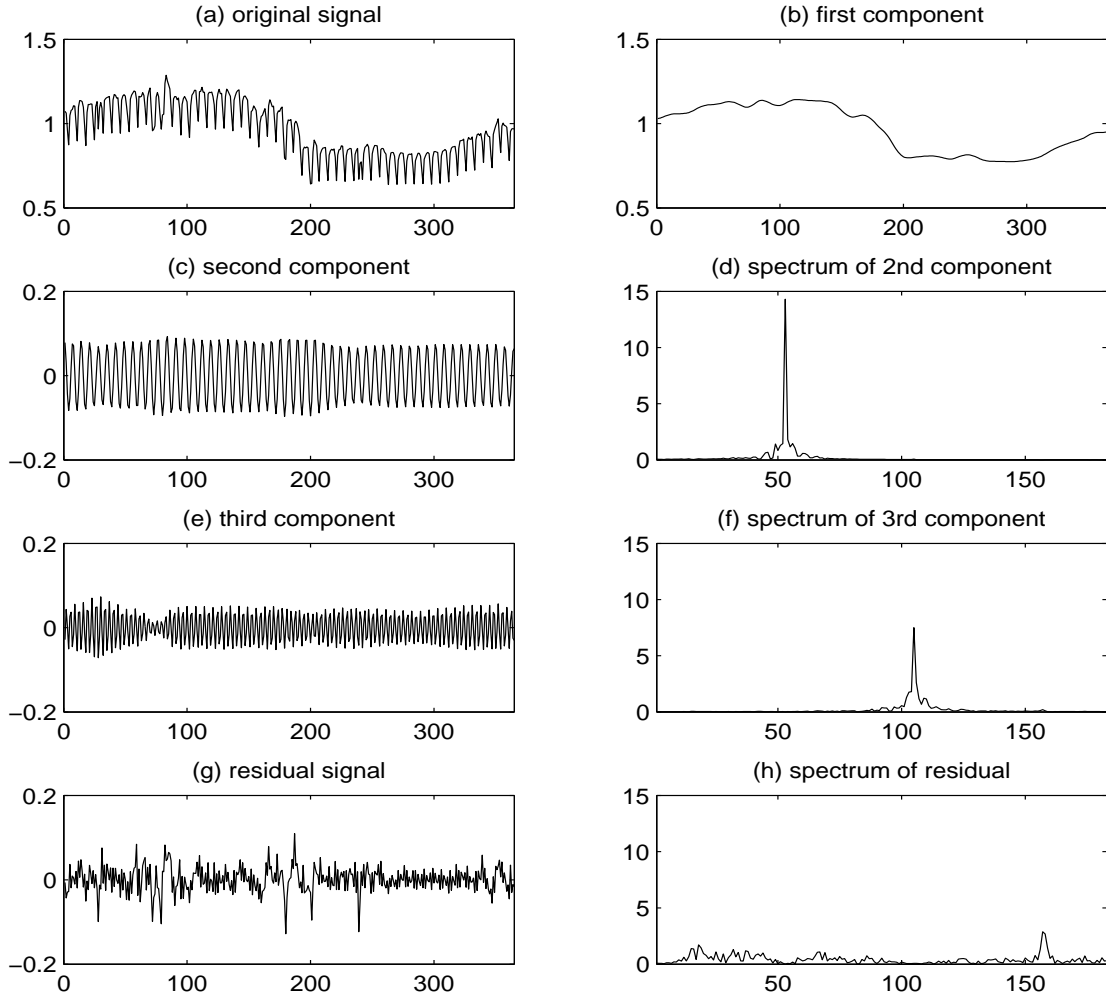 (a) original signal
1.5
1
0.5
0 100 200 300
(b) first component
1.5
1
0.5
0 100 200 300
(c) second component
0.2
0
−0.2
0 100 200 300
(d) spectrum of 2nd component
15
10
5
0
50 100 150
(e) third component
0.2
0
−0.2
0 100 200 300
(f) spectrum of 3rd component
15
10
5
0
50 100 150
(g) residual signal
0.2
0
−0.2
0 100 200 300
(h) spectrum of residual
15
10
5
0
50 100 150